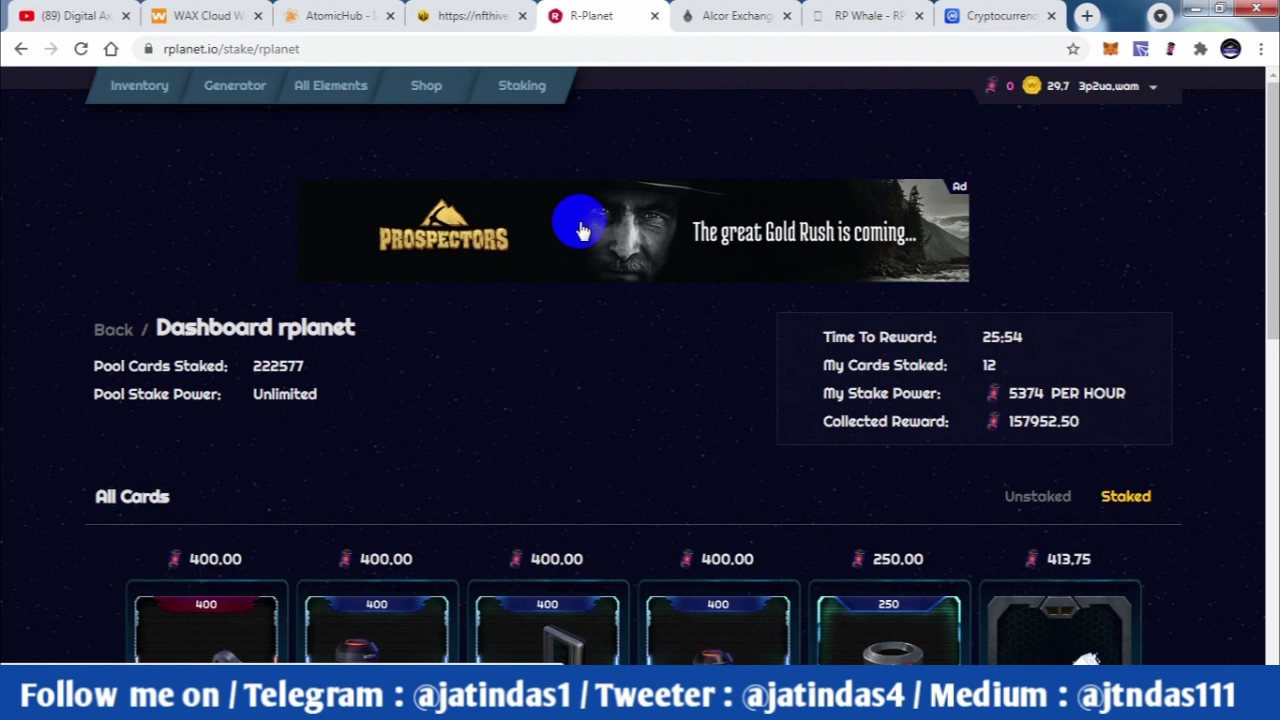 (89) Digital Ax
WAX Cloud W
AtomicHub -
https://nfthive
R-Planet
Alcor Exchang
RP Whale - RP
Cryptocurrenc
rplanet.io/stake/rplanet
Inventory
Generator
All Elements
Shop
Staking
0
29.7
3p2ua.wam
Ad
PROSPECTORS
The great Gold Rush is coming...
Back / Dashboard rplanet
Pool Cards Staked: 222577
Pool Stake Power: Unlimited
Time To Reward: 25:54
My Cards Staked: 12
My Stake Power: 5374 PER HOUR
Collected Reward: 157952.50
All Cards
Unstaked
Staked
400.00
400.00
400.00
400.00
250.00
413.75
400
400
400
400
250
Follow me on / Telegram : @jatindas1 / Tweeter : @jatindas4 / Medium : @jtndas111